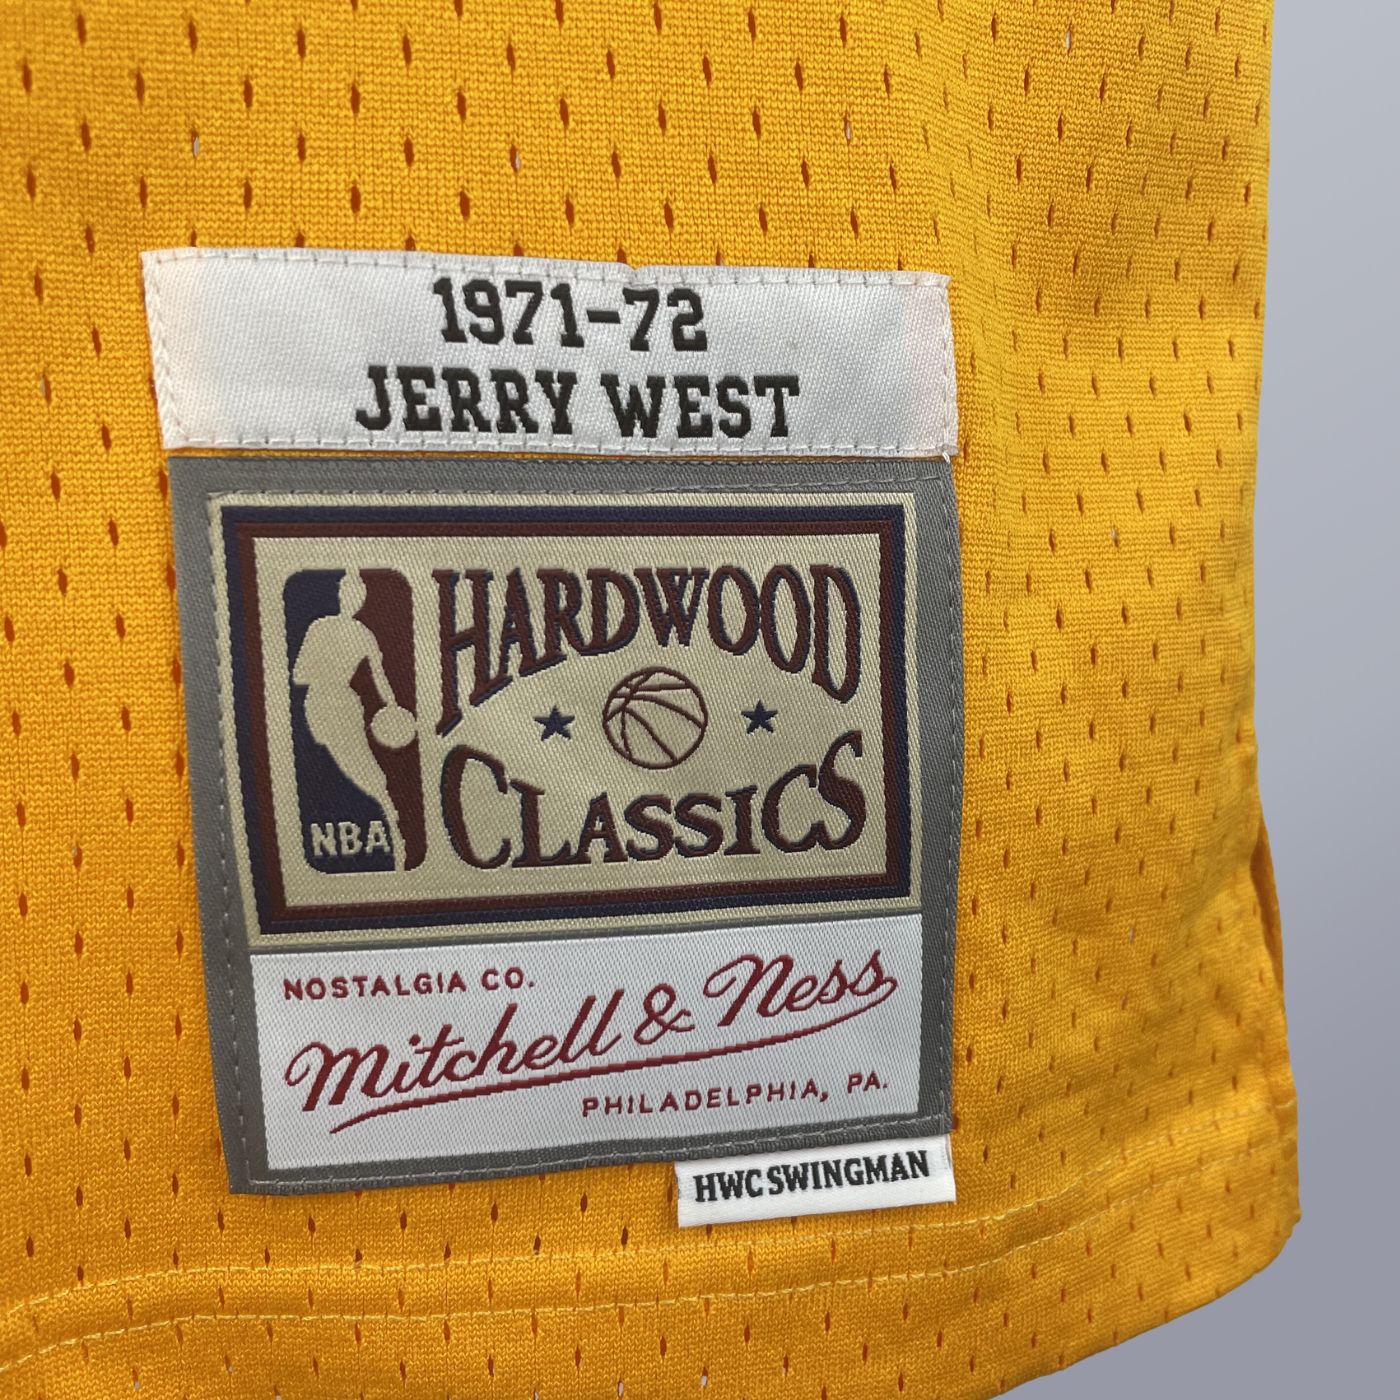 1971-72
JERRY WEST
HARDWOOD
CLASSICS
NBA
NOSTALGIA CO.
Mitchell & Ness
PHILADELPHIA, PA.
HWC SWINGMAN